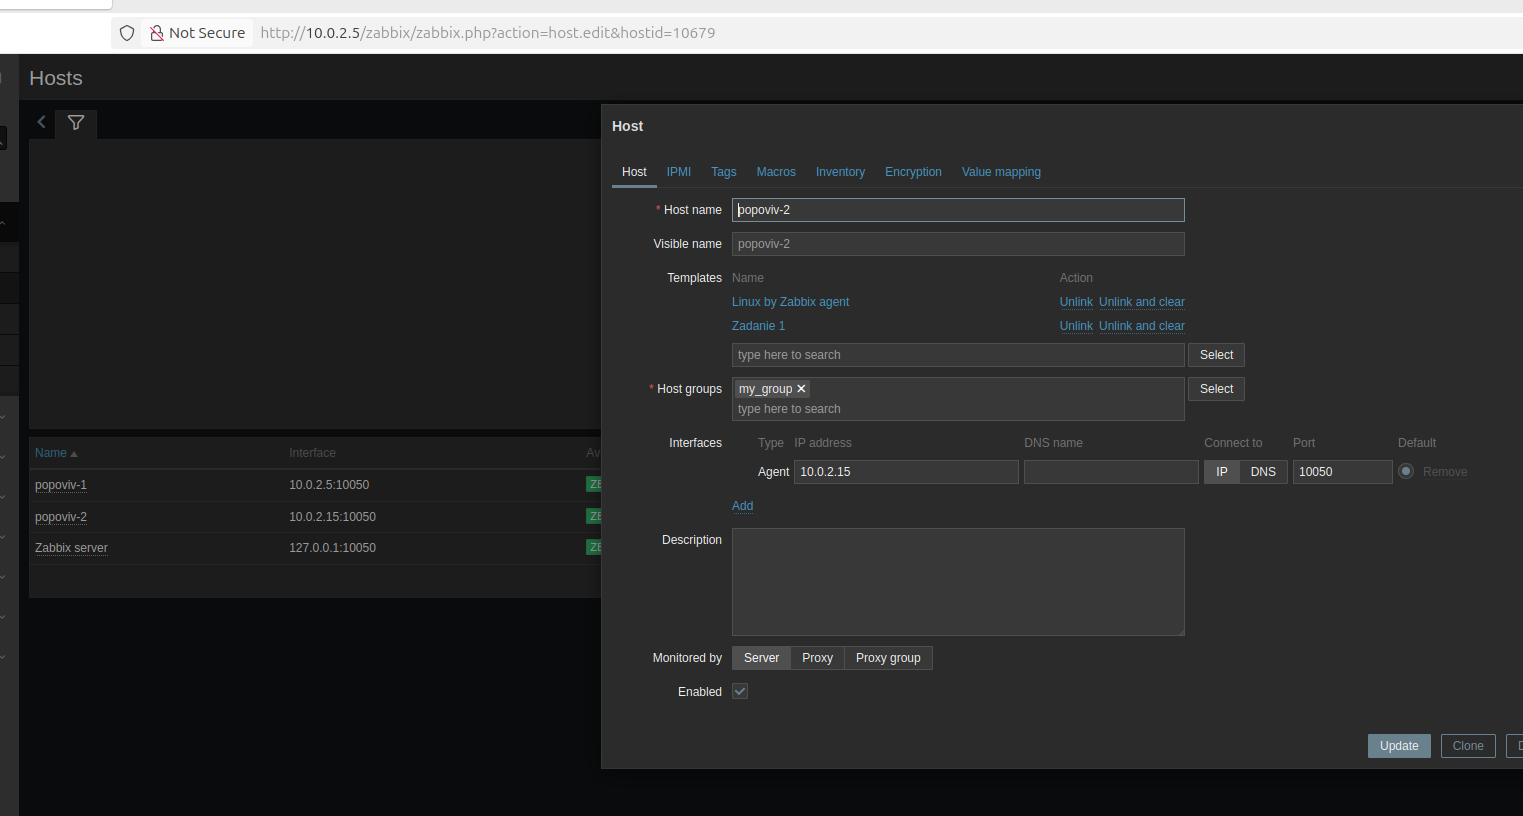 Not Secure http://10.0.2.5/zabbix/zabbix.php?action=host.edit&hostid=10679
Hosts
Host
Host IPMI Tags Macros Inventory Encryption Value mapping
* Host name popoviv-2
Visible name popoviv-2
Templates Name Action
Linux by Zabbix agent Unlink Unlink and clear
Zadanie 1 Unlink Unlink and clear
type here to search Select
* Host groups my_group Select
type here to search
Interfaces Type IP address DNS name Connect to Port Default
Agent 10.0.2.15 IP DNS 10050 Remove
Add
Description
Monitored by Server Proxy Proxy group
Enabled
Update Clone
Name Interface
popoviv-1 10.0.2.5:10050
popoviv-2 10.0.2.15:10050
Zabbix server 127.0.0.1:10050